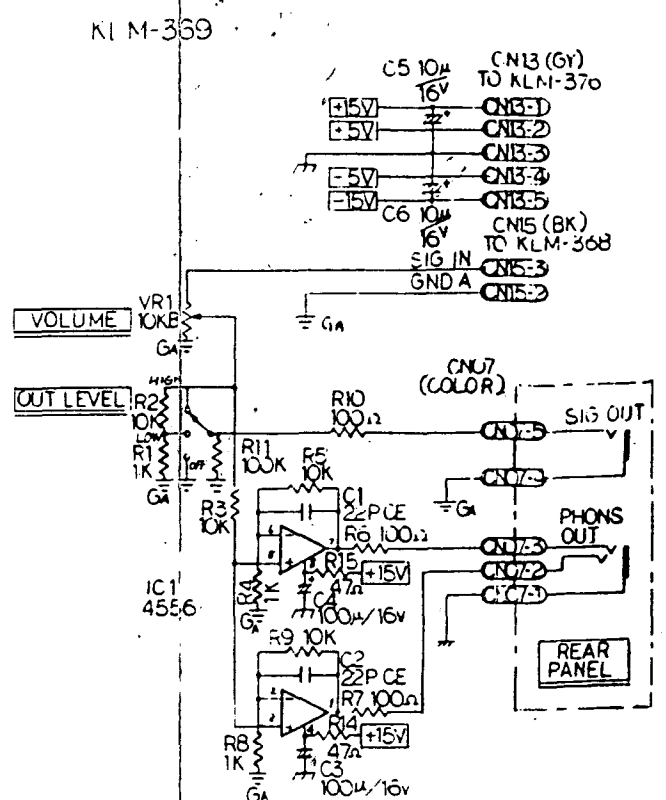 KLM-369
CN13 (GY)
TO KLM-370
C5 10μ
16V
+15V
CN13-1
+5V
CN13-2
CN13-3
-5V
CN13-4
-15V
CN13-5
C6 10μ
16V
CN15 (BK)
TO KLM-368
SIG IN
CN15-3
GND A
CN15-2
VOLUME
VR1
10KB
GA
GA
CN07
(COLOR)
OUT LEVEL
HIGH
R2
10K
LOW
R1
1K
OFF
GA
R10
100Ω
CN07-5
SIG OUT
R11
100K
R5
10K
GA
R3
10K
C1
22P CE
R6 100Ω
CN07-3
PHONS
OUT
6
7
5
R15
47Ω
+15V
CN07-2
CN07-1
R4
1K
GA
C4
100μ/16v
IC1
4556
R9 10K
C2
22P CE
R7 100Ω
REAR
PANEL
2
1
R14
47Ω
+15V
R8
1K
GA
C3
100μ/16v